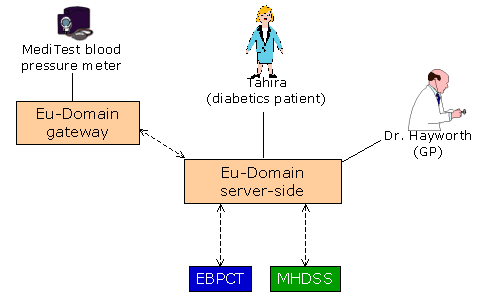 MediTest blood
pressure meter
Tahira
(diabetics patient)
Eu-Domain
gateway
Dr. Hayworth
(GP)
Eu-Domain
server-side
EBPCT
MHDSS